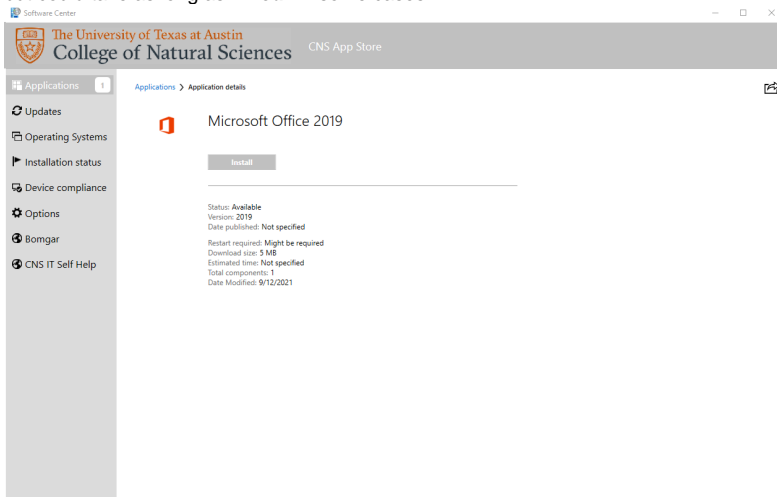 Software Center
The University of Texas at Austin
College of Natural Sciences
CNS App Store
Applications 1
Updates
Operating Systems
Installation status
Device compliance
Options
Bomgar
CNS IT Self Help
Applications > Application details
Microsoft Office 2019
Install
Status: Available
Version: 2019
Date published: Not specified
Restart required: Might be required
Download size: 5 MB
Estimated time: Not specified
Total components: 1
Date Modified: 9/12/2021